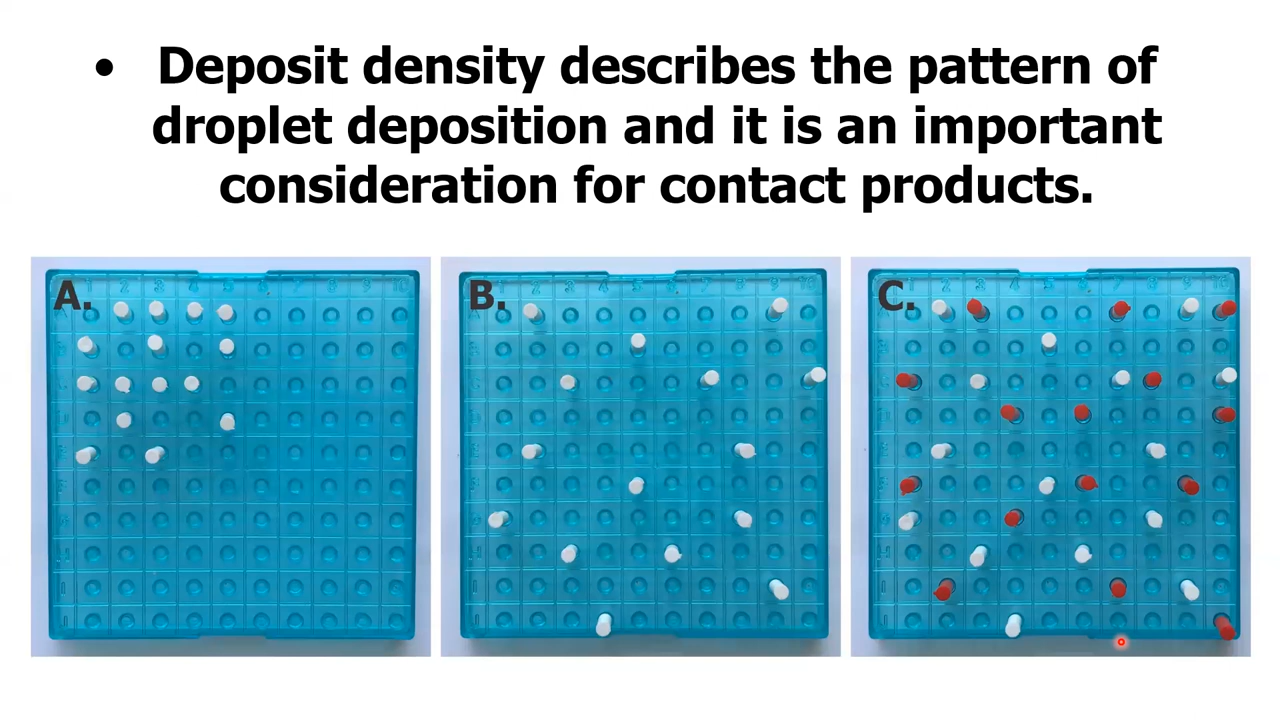 • Deposit density describes the pattern of
droplet deposition and it is an important
consideration for contact products.
A.
B.
C.